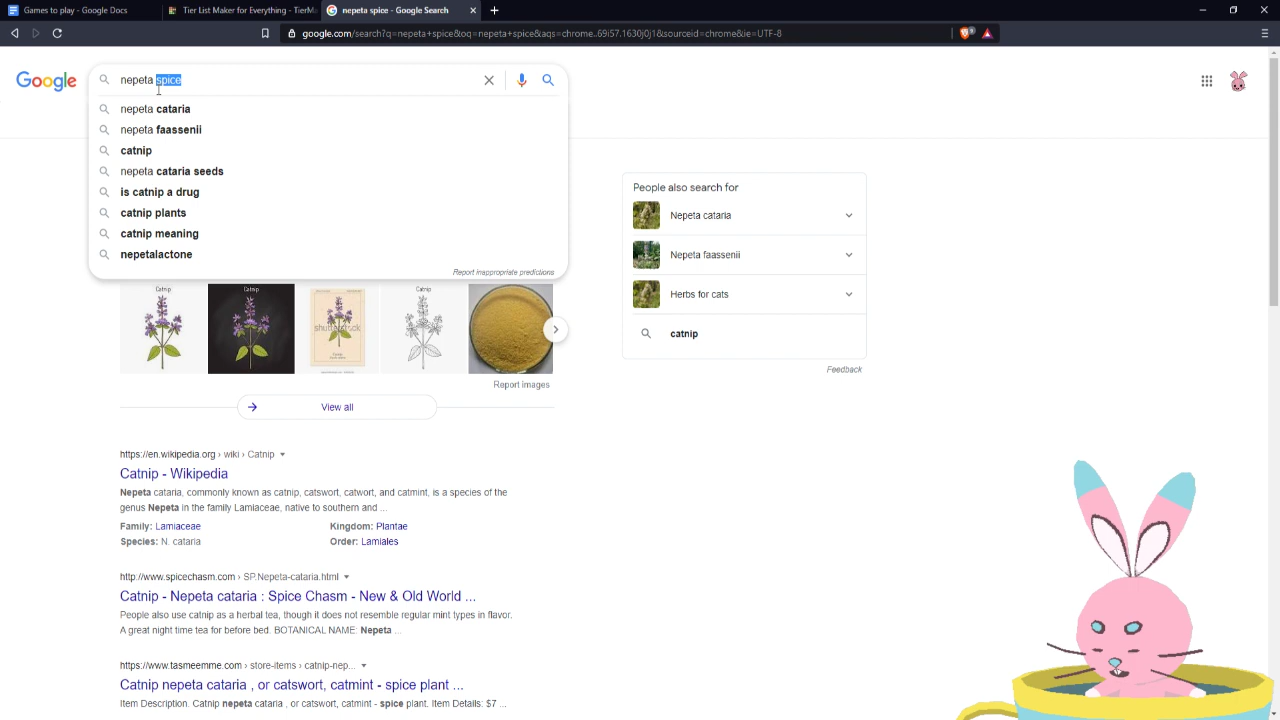 Games to play - Google Docs
Tier List Maker for Everything - TierM
nepeta spice - Google Search
google.com/search?q=nepeta+spice&oq=nepeta+spice&aqs=chrome..69i57.1630j0j1&sourceid=chrome&ie=UTF-8
Google
nepeta spice
nepeta cataria
nepeta faassenii
catnip
nepeta cataria seeds
is catnip a drug
catnip plants
catnip meaning
nepetalactone
Report inappropriate predictions
People also search for
Nepeta cataria
Nepeta faassenii
Herbs for cats
catnip
Feedback
Catnip
Catnip
Catnip
shutterstock
Report images
View all
https://en.wikipedia.org › wiki › Catnip
Catnip - Wikipedia
Nepeta cataria, commonly known as catnip, catswort, catwort, and catmint, is a species of the
genus Nepeta in the family Lamiaceae, native to southern and ...
Family: Lamiaceae
Kingdom: Plantae
Species: N. cataria
Order: Lamiales
http://www.spicechasm.com › SP.Nepeta-cataria.html
Catnip - Nepeta cataria : Spice Chasm - New & Old World ...
People also use catnip as a herbal tea, though it does not resemble regular mint types in flavor.
A great night time tea for before bed. BOTANICAL NAME: Nepeta ...
https://www.tasmeemme.com › store-items › catnip-nep...
Catnip nepeta cataria , or catswort, catmint - spice plant ...
Item Description. Catnip nepeta cataria , or catswort, catmint - spice plant. Item Details: $7 ...